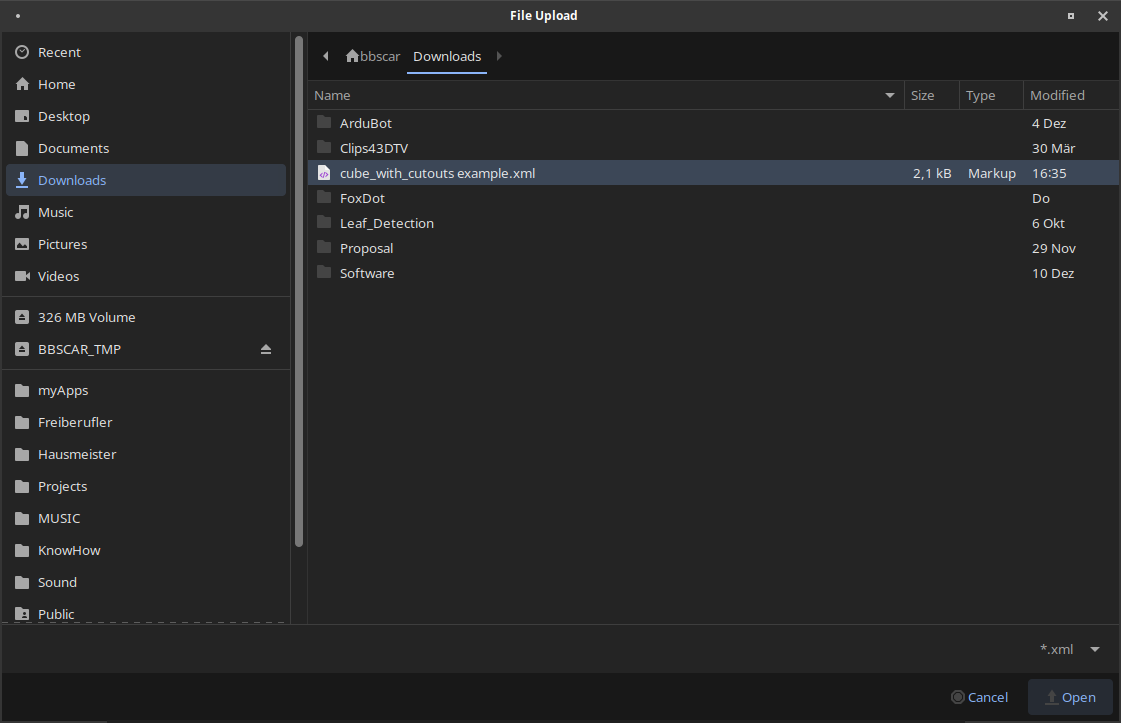 File Upload
Recent
Home
Desktop
Documents
Downloads
Music
Pictures
Videos
326 MB Volume
BBSCAR_TMP
myApps
Freiberufler
Hausmeister
Projects
MUSIC
KnowHow
Sound
Public
bbscar Downloads
Name Size Type Modified
ArduBot 4 Dez
Clips43DTV 30 Mär
cube_with_cutouts example.xml 2,1 kB Markup 16:35
FoxDot Do
Leaf_Detection 6 Okt
Proposal 29 Nov
Software 10 Dez
*.xml
Cancel Open